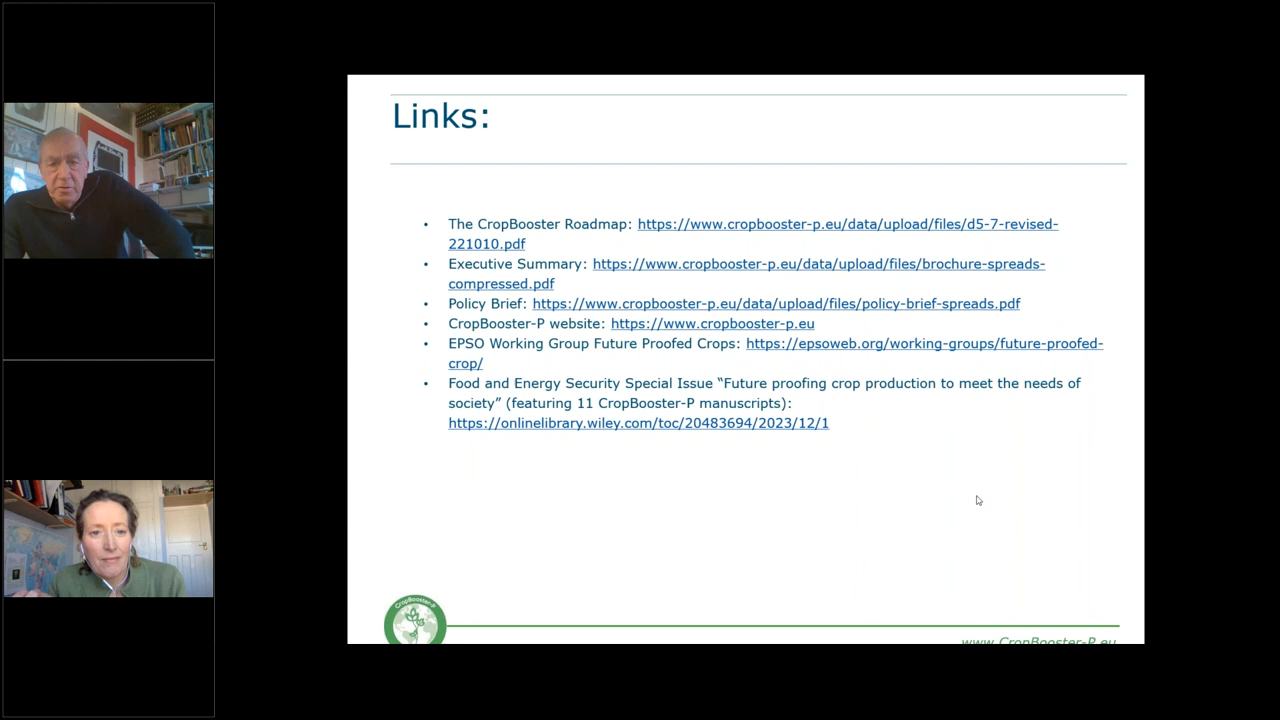 Links:
• The CropBooster Roadmap: https://www.cropbooster-p.eu/data/upload/files/d5-7-revised-
221010.pdf
• Executive Summary: https://www.cropbooster-p.eu/data/upload/files/brochure-spreads-
compressed.pdf
• Policy Brief: https://www.cropbooster-p.eu/data/upload/files/policy-brief-spreads.pdf
• CropBooster-P website: https://www.cropbooster-p.eu
• EPSO Working Group Future Proofed Crops: https://epsoweb.org/working-groups/future-proofed-
crop/
• Food and Energy Security Special Issue “Future proofing crop production to meet the needs of
society” (featuring 11 CropBooster-P manuscripts):
https://onlinelibrary.wiley.com/toc/20483694/2023/12/1
CropBooster-P
www.CropBooster-P.eu